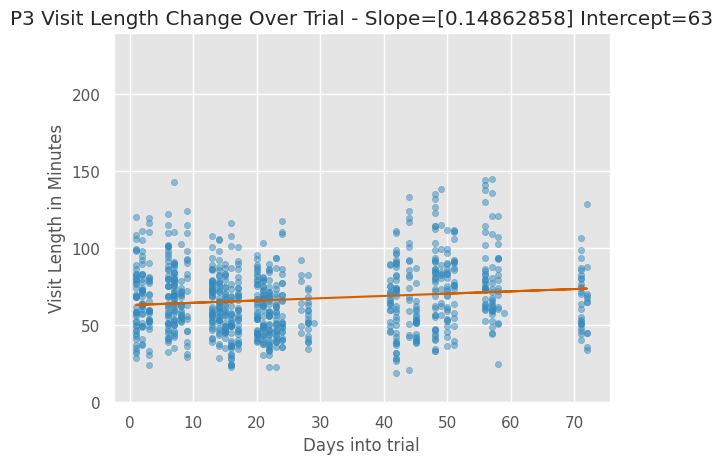 P3 Visit Length Change Over Trial - Slope=[0.14862858] Intercept=63
200
150
100
50
0
Visit Length in Minutes
0 10 20 30 40 50 60 70
Days into trial